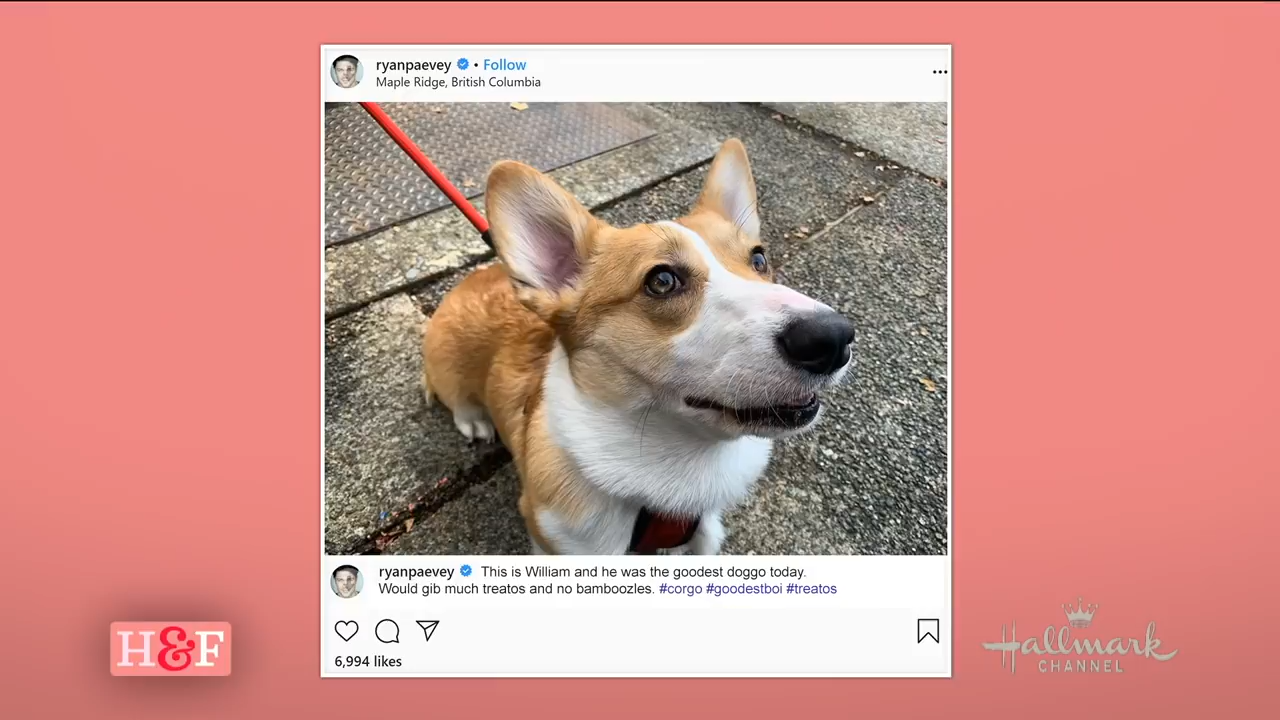 ryanpaevey • Follow
Maple Ridge, British Columbia
ryanpaevey This is William and he was the goodest doggo today.
Would gib much treatos and no bamboozles. #corgo #goodestboi #treatos
6,994 likes
H&F
Hallmark
CHANNEL